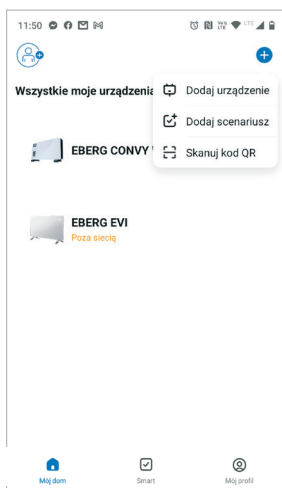 11:50
LTE
Wszystkie moje urządzenia
Dodaj urządzenie
Dodaj scenariusz
Skanuj kod QR
EBERG CONVY
EBERG EVI
Poza siecią
Mój dom
Smart
Mój profil